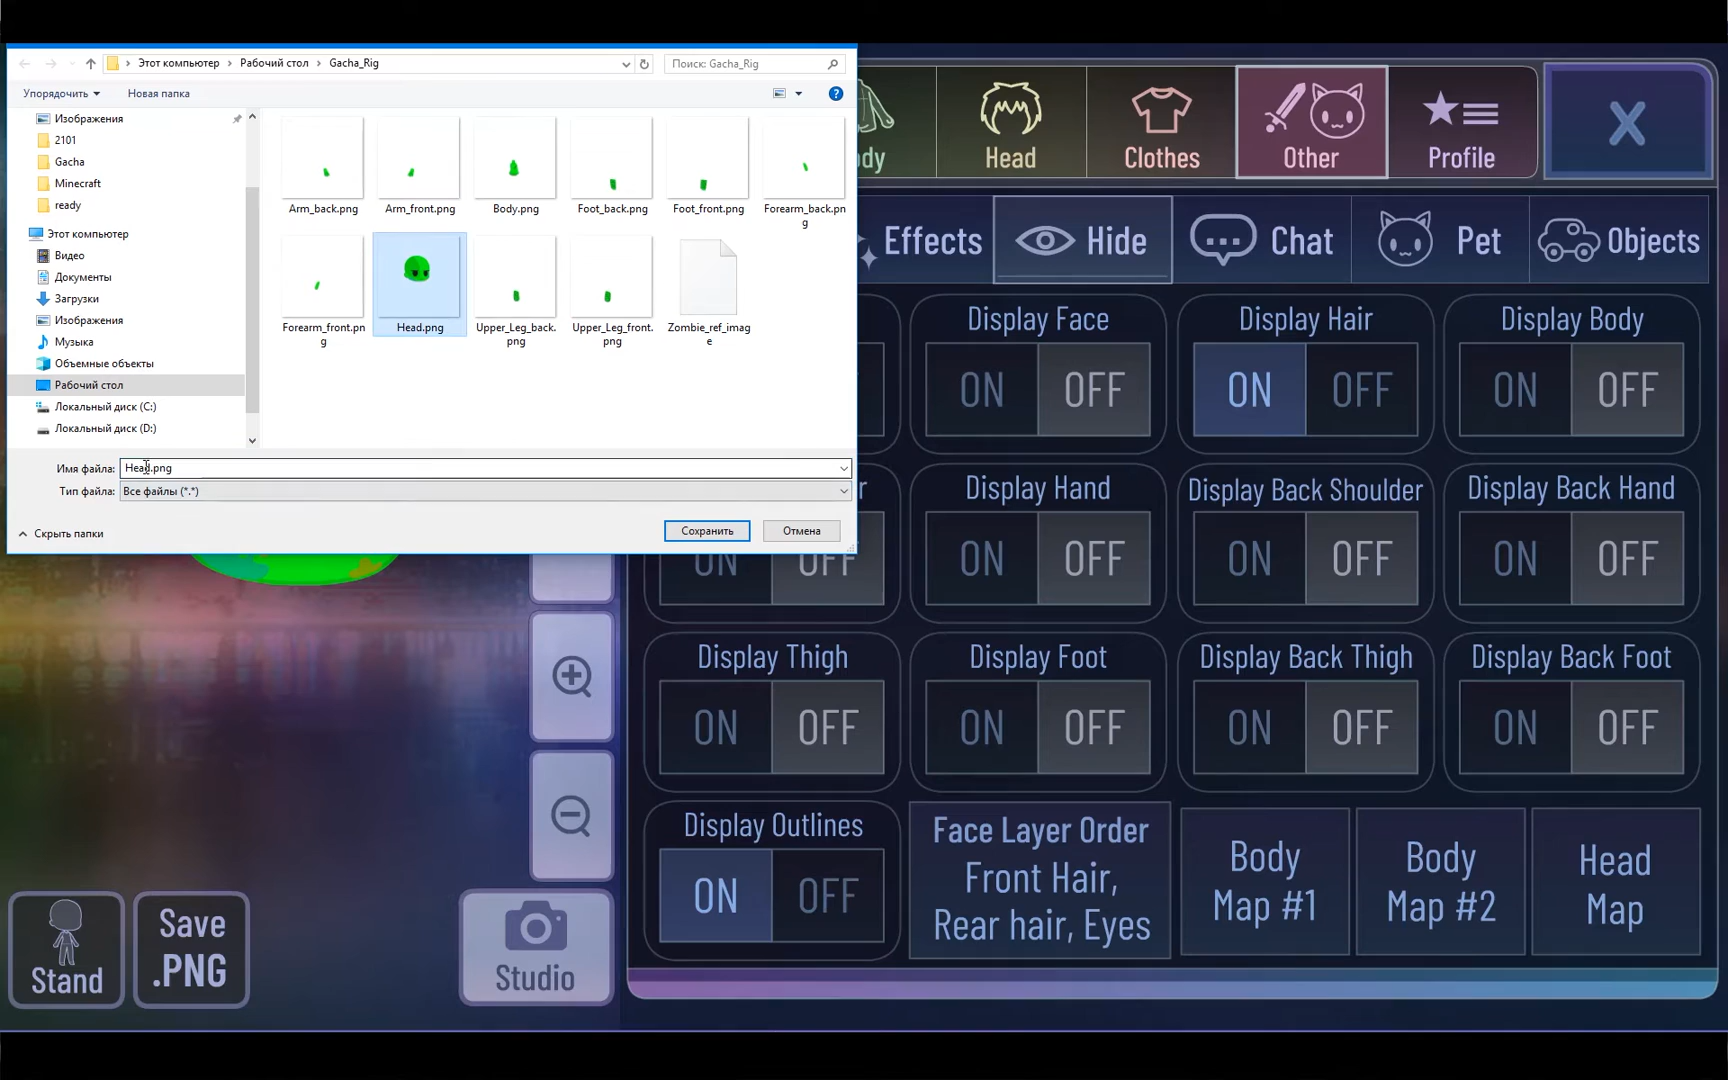 Этот компьютер
Рабочий стол
Gacha_Rig
Поиск: Gacha_Rig
Упорядочить
Новая папка
?
Изображения
2101
Gacha
Minecraft
ready
Этот компьютер
Видео
Документы
Загрузки
Изображения
Музыка
Объемные объекты
Рабочий стол
Локальный диск (C:)
Локальный диск (D:)
Arm_back.png
Arm_front.png
Body.png
Foot_back.png
Foot_front.png
Forearm_back.pn
g
Forearm_front.pn
g
Head.png
Upper_Leg_back.
png
Upper_Leg_front.
png
Zombie_ref_imag
e
Имя файла:
Head.png
Тип файла:
Все файлы (*.*)
Скрыть папки
Сохранить
Отмена
dy
Head
Clothes
Other
Profile
X
Effects
Hide
Chat
Pet
Objects
Display Face
ON OFF
Display Hair
ON OFF
Display Body
ON OFF
r
ON OFF
Display Hand
ON OFF
Display Back Shoulder
ON OFF
Display Back Hand
ON OFF
Display Thigh
ON OFF
Display Foot
ON OFF
Display Back Thigh
ON OFF
Display Back Foot
ON OFF
Display Outlines
ON OFF
Face Layer Order
Front Hair,
Rear hair, Eyes
Body
Map #1
Body
Map #2
Head
Map
Stand
Save
.PNG
Studio